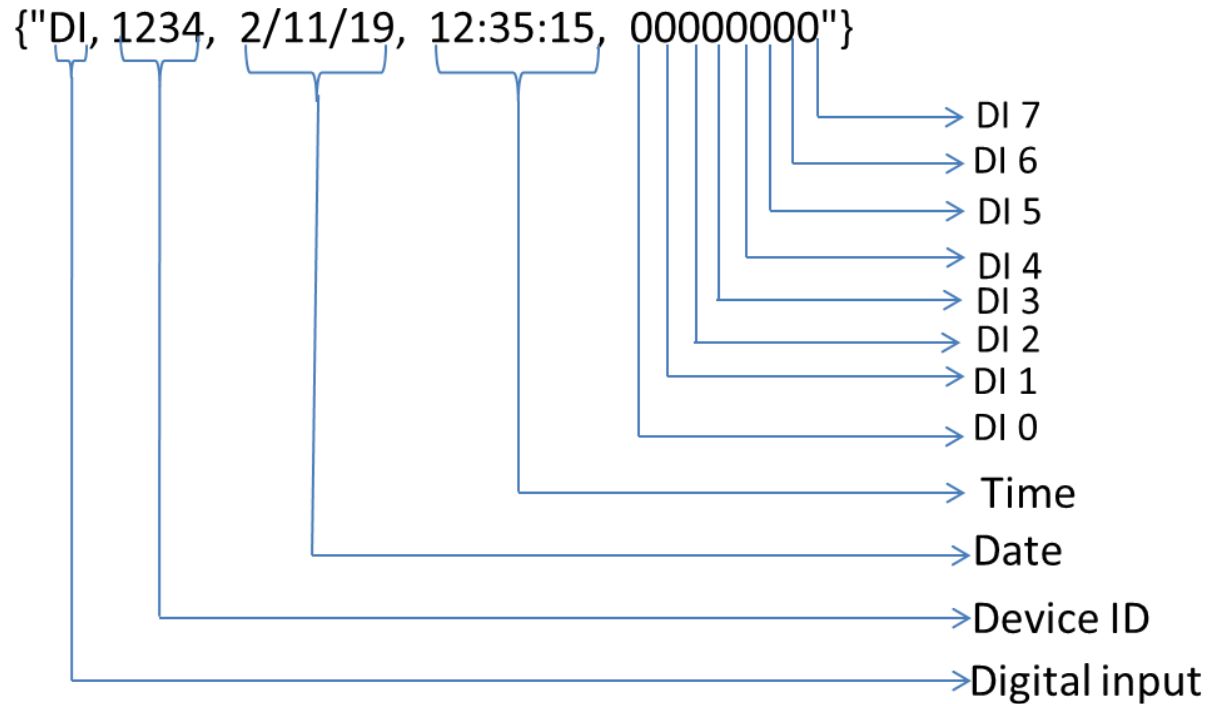 {"DI, 1234, 2/11/19, 12:35:15, 00000000"}
DI 7
DI 6
DI 5
DI 4
DI 3
DI 2
DI 1
DI 0
Time
Date
Device ID
Digital input